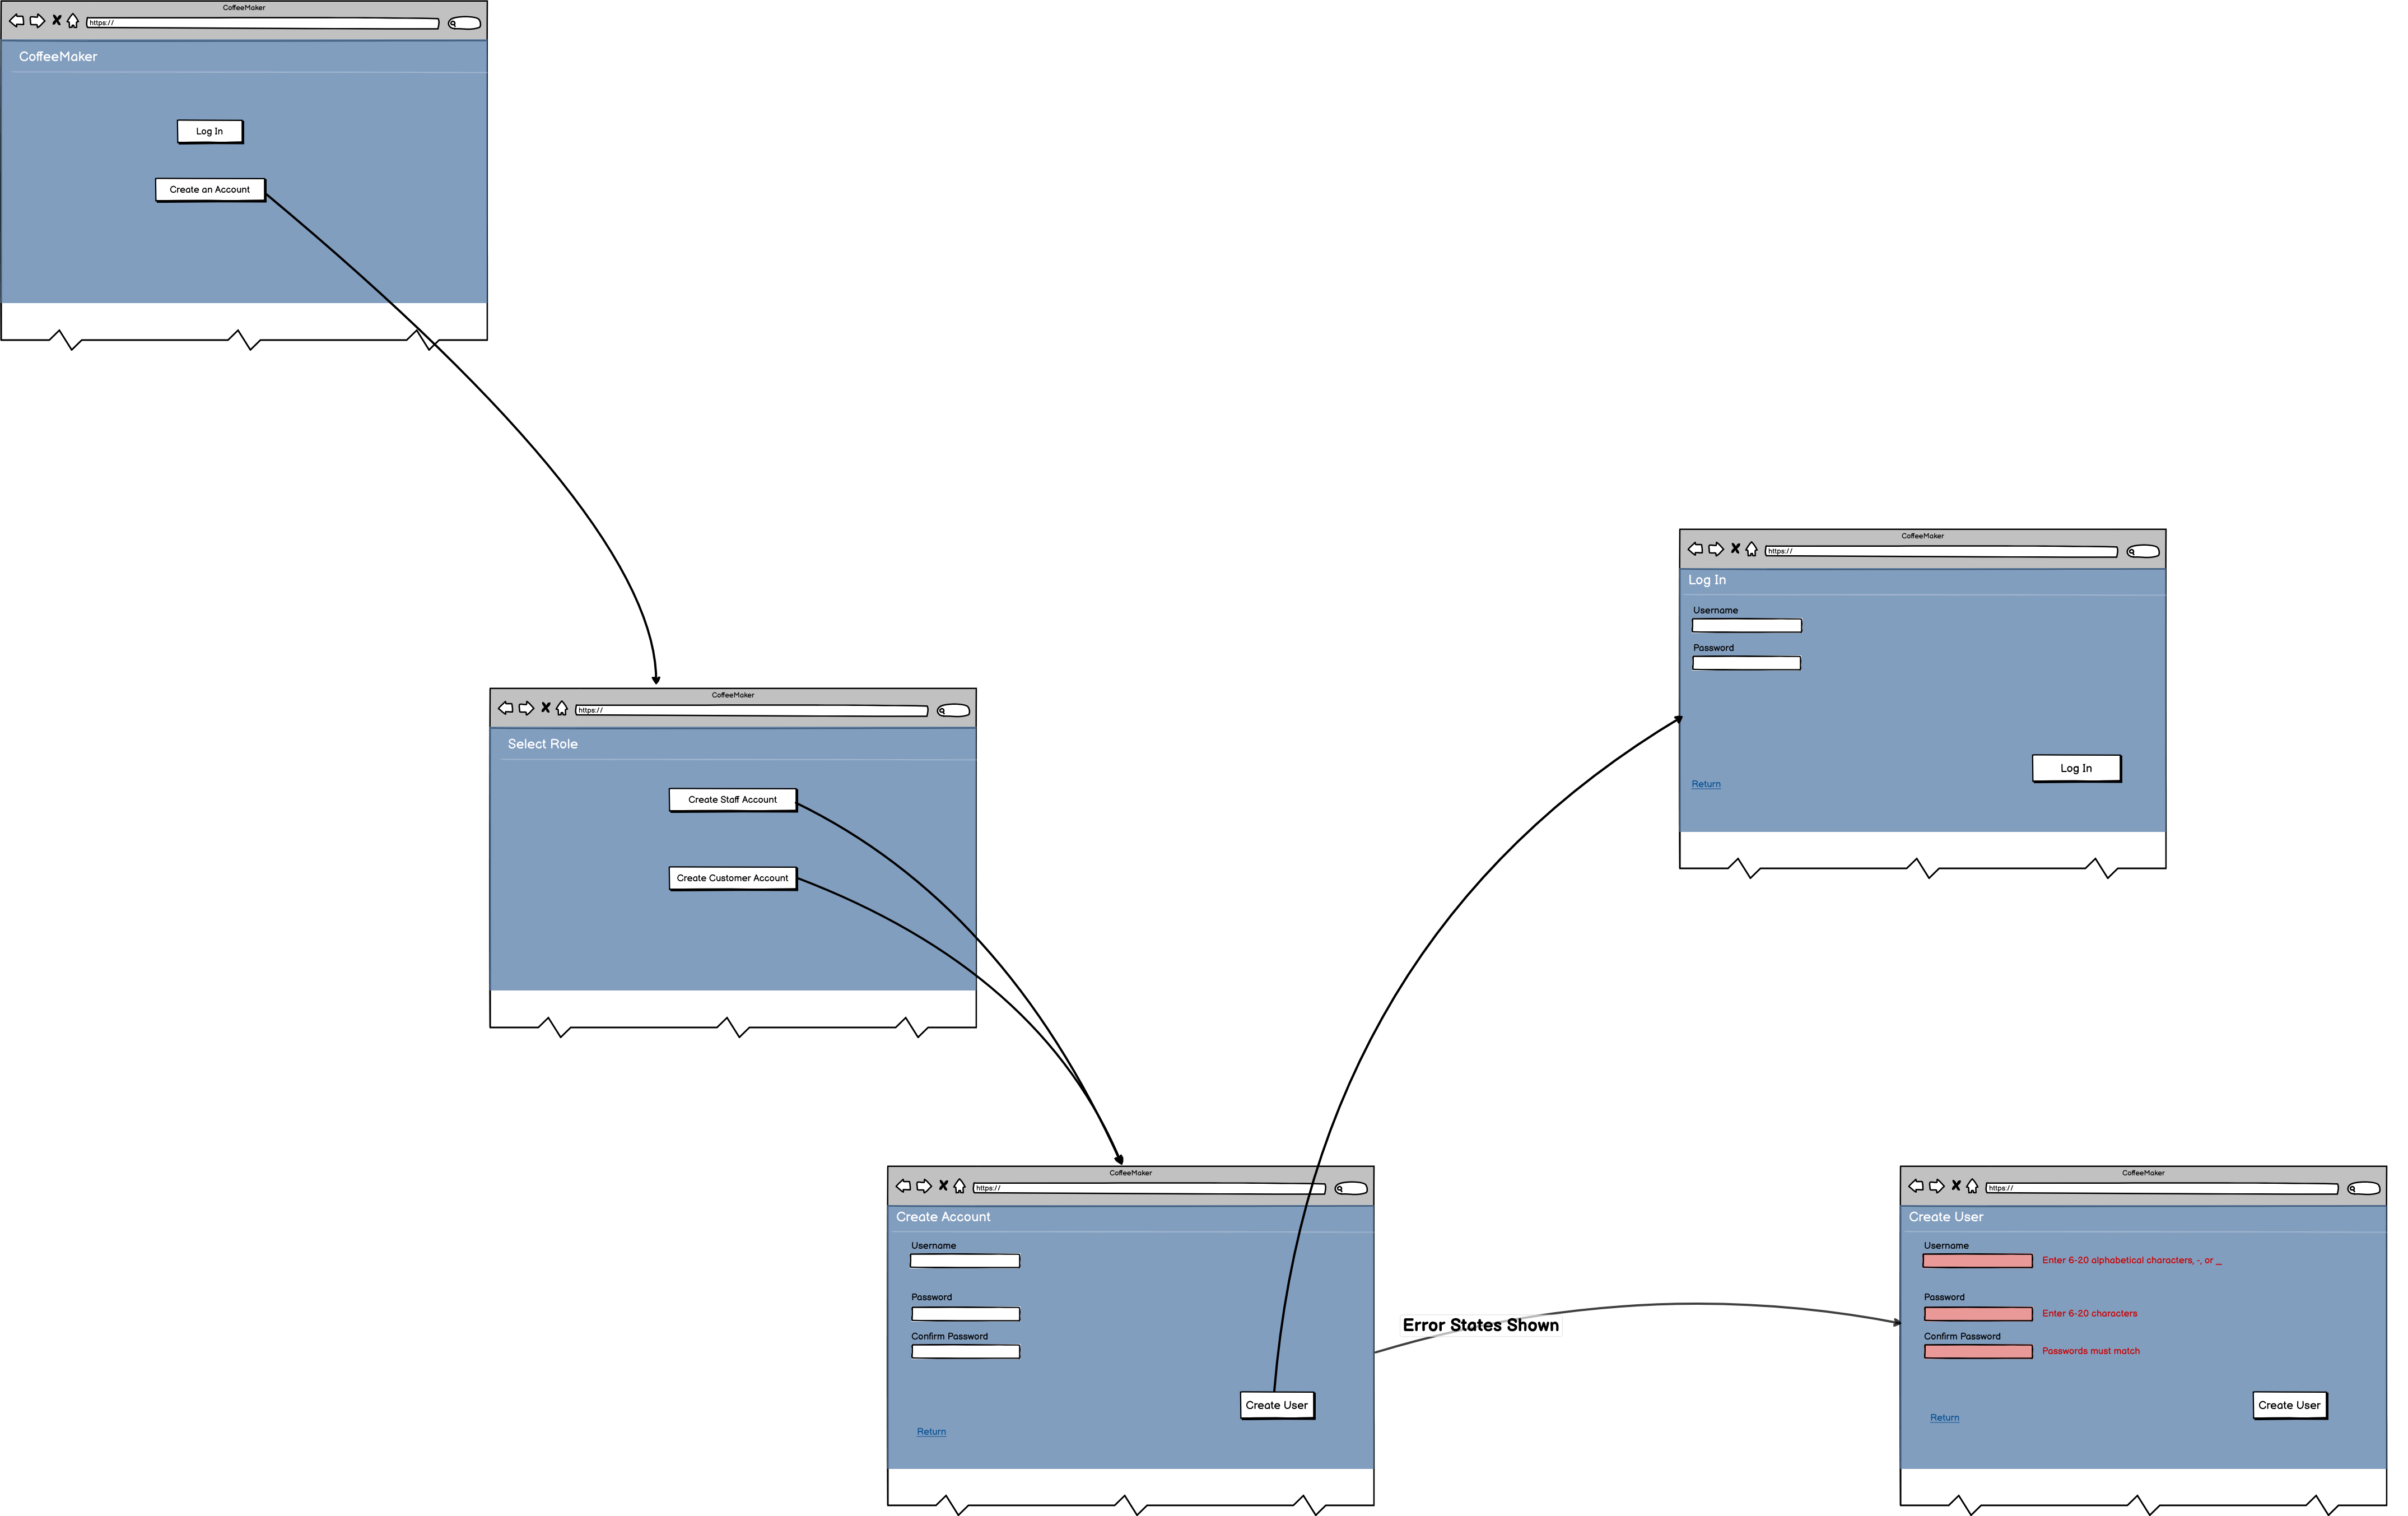 CoffeeMaker
https://
CoffeeMaker
Log In
Create an Account
CoffeeMaker
https://
Select Role
Create Staff Account
Create Customer Account
CoffeeMaker
https://
Log In
Username
Password
Log In
Return
CoffeeMaker
https://
Create Account
Username
Password
Confirm Password
Create User
Return
Error States Shown
CoffeeMaker
https://
Create User
Username
Enter 6-20 alphabetical characters, -, or _
Password
Enter 6-20 characters
Confirm Password
Passwords must match
Create User
Return